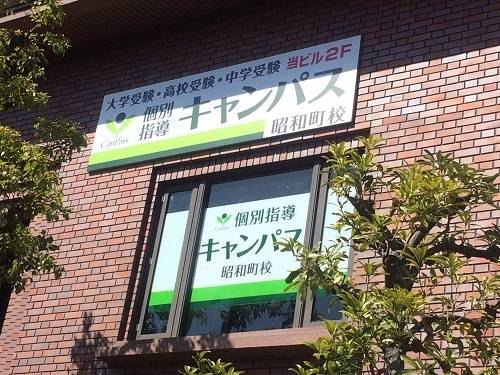 大学受験・高校受験・中学受験 当ビル2F
CanPass
個別指導 キャンパス
昭和町校
個別指導
キャンパス
昭和町校